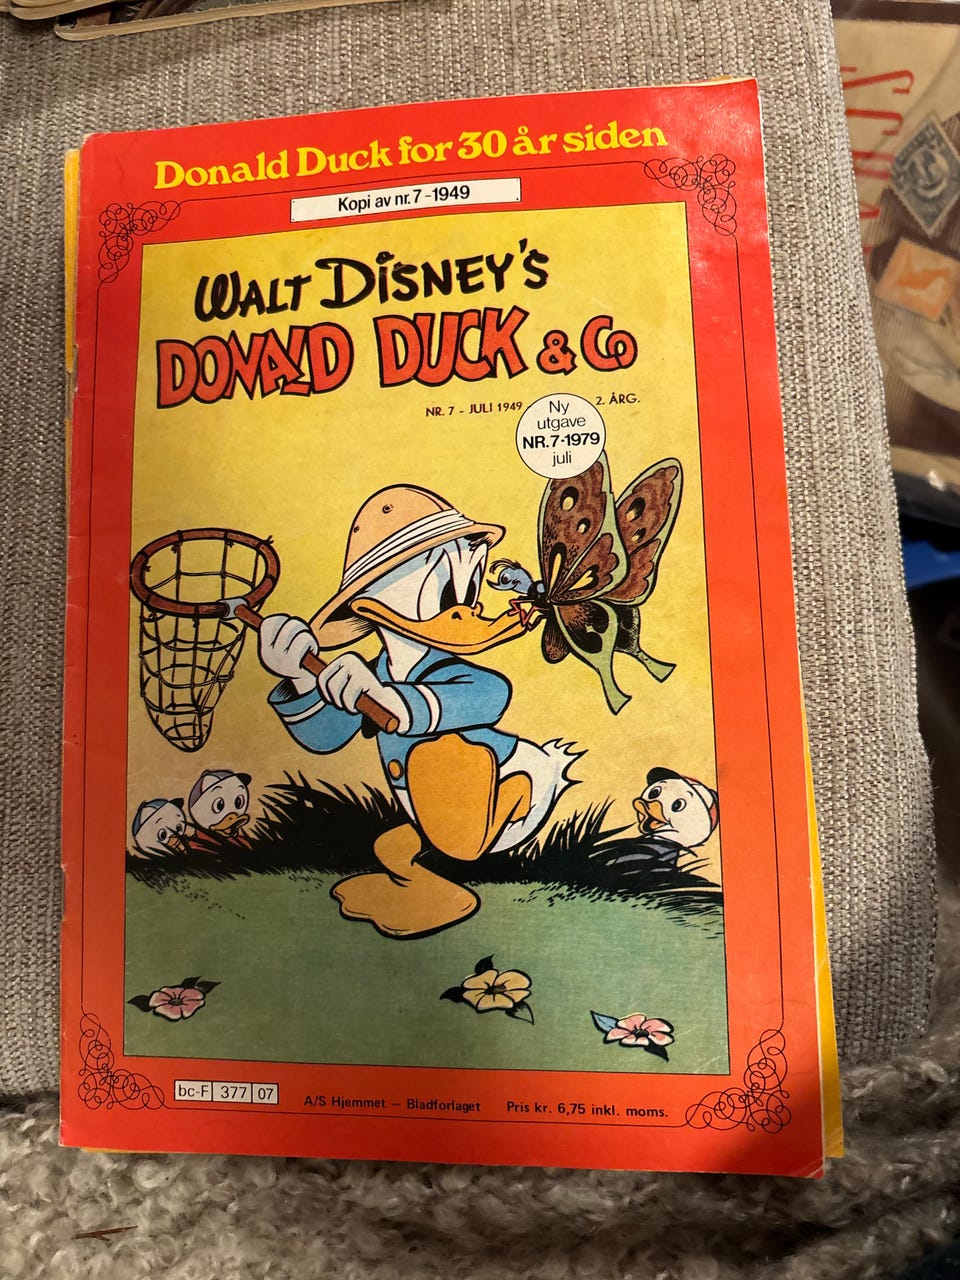 Donald Duck for 30 år siden
Kopi av nr. 7 - 1949
WALT DISNEY'S
DONALD DUCK & Co
NR. 7 - JULI 1949 -
2. ÅRG.
Ny
utgave
NR. 7-1979
juli
bc-F 377 07
A/S Hjemmet — Bladforlaget
Pris kr. 6,75 inkl. moms.